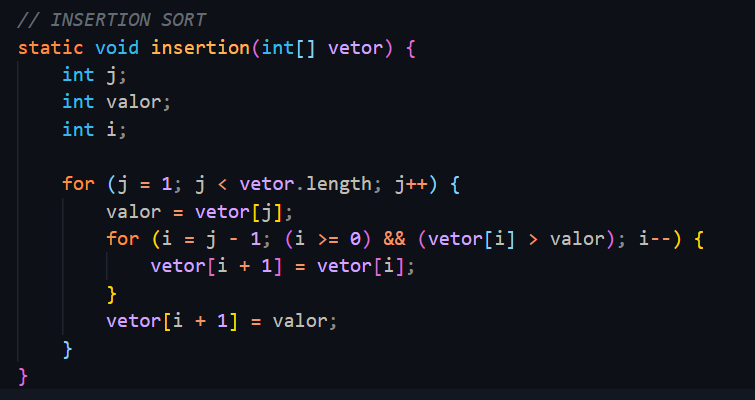 // INSERTION SORT
static void insertion(int[] vetor) {
    int j;
    int valor;
    int i;

    for (j = 1; j < vetor.length; j++) {
        valor = vetor[j];
        for (i = j - 1; (i >= 0) && (vetor[i] > valor); i--) {
            vetor[i + 1] = vetor[i];
        }
        vetor[i + 1] = valor;
    }
}